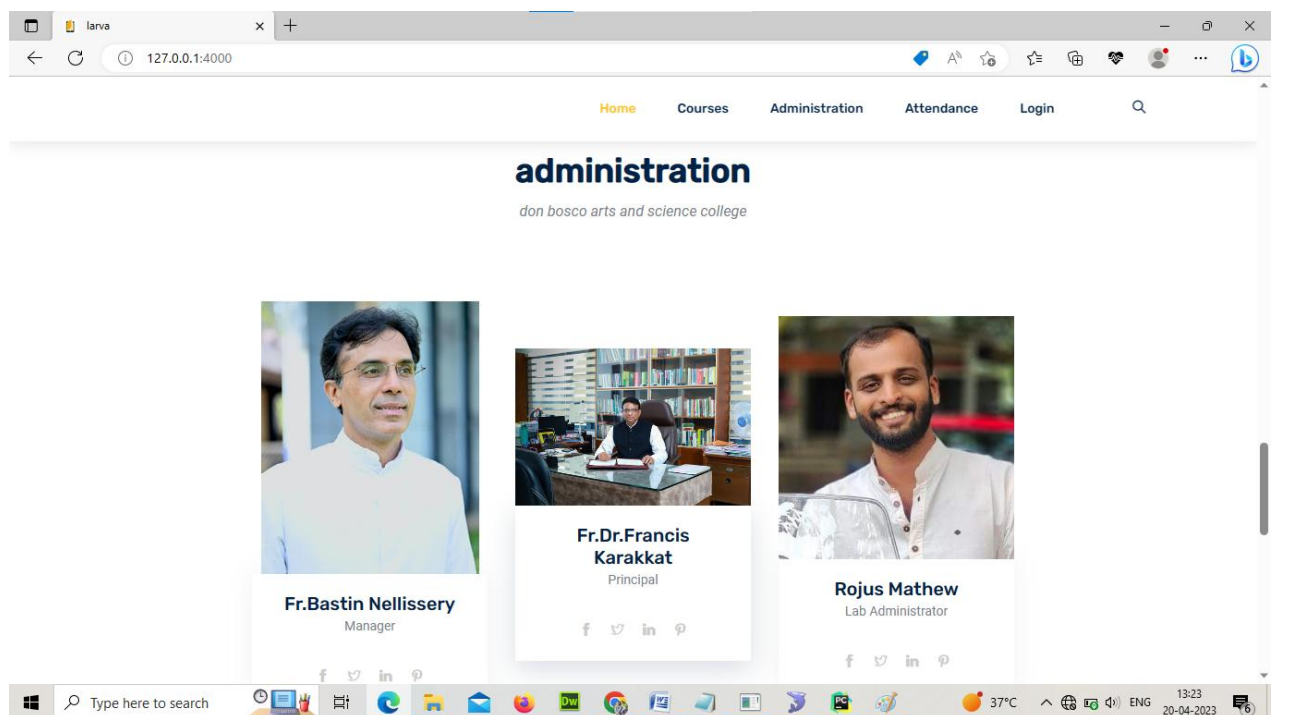 larva
127.0.0.1:4000
Home Courses Administration Attendance Login
administration
don bosco arts and science college
Fr.Bastin Nellissery
Manager
Fr.Dr.Francis
Karakkat
Principal
Rojus Mathew
Lab Administrator
Type here to search
37°C
ENG
13:23
20-04-2023
6